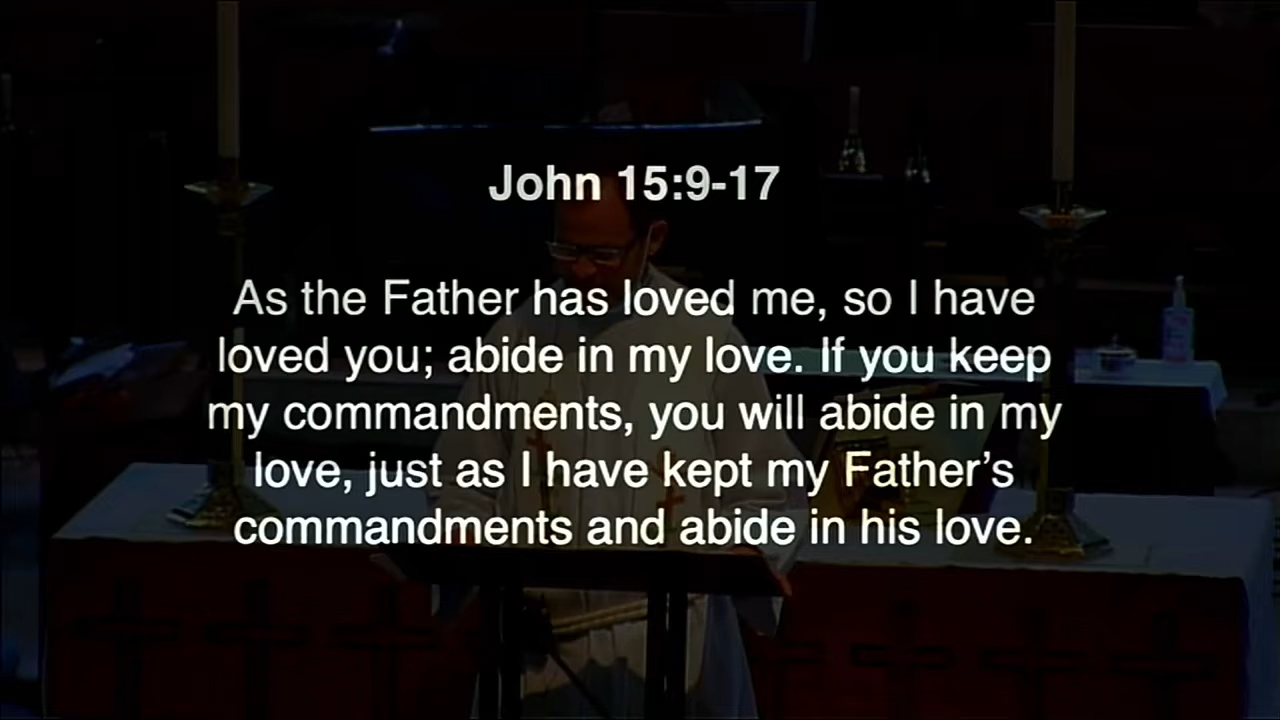 John 15:9-17
As the Father has loved me, so I have
loved you; abide in my love. If you keep
my commandments, you will abide in my
love, just as I have kept my Father’s
commandments and abide in his love.